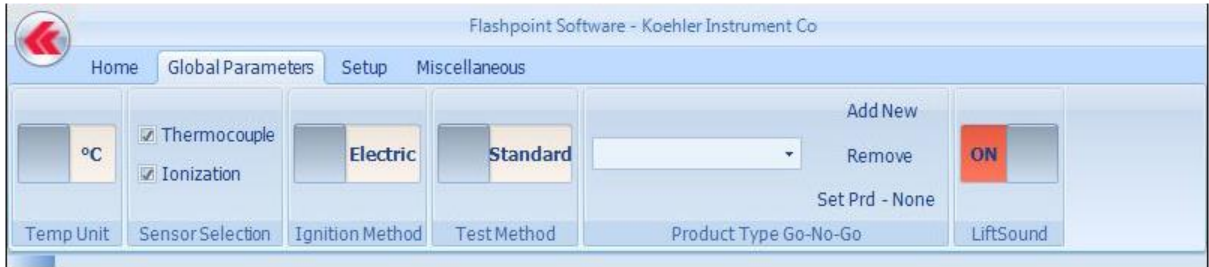 Flashpoint Software - Koehler Instrument Co
Home Global Parameters Setup Miscellaneous
ºC
Thermocouple
Ionization
Electric
Standard
Add New
Remove
Set Prd - None
ON
Temp Unit Sensor Selection Ignition Method Test Method Product Type Go-No-Go LiftSound